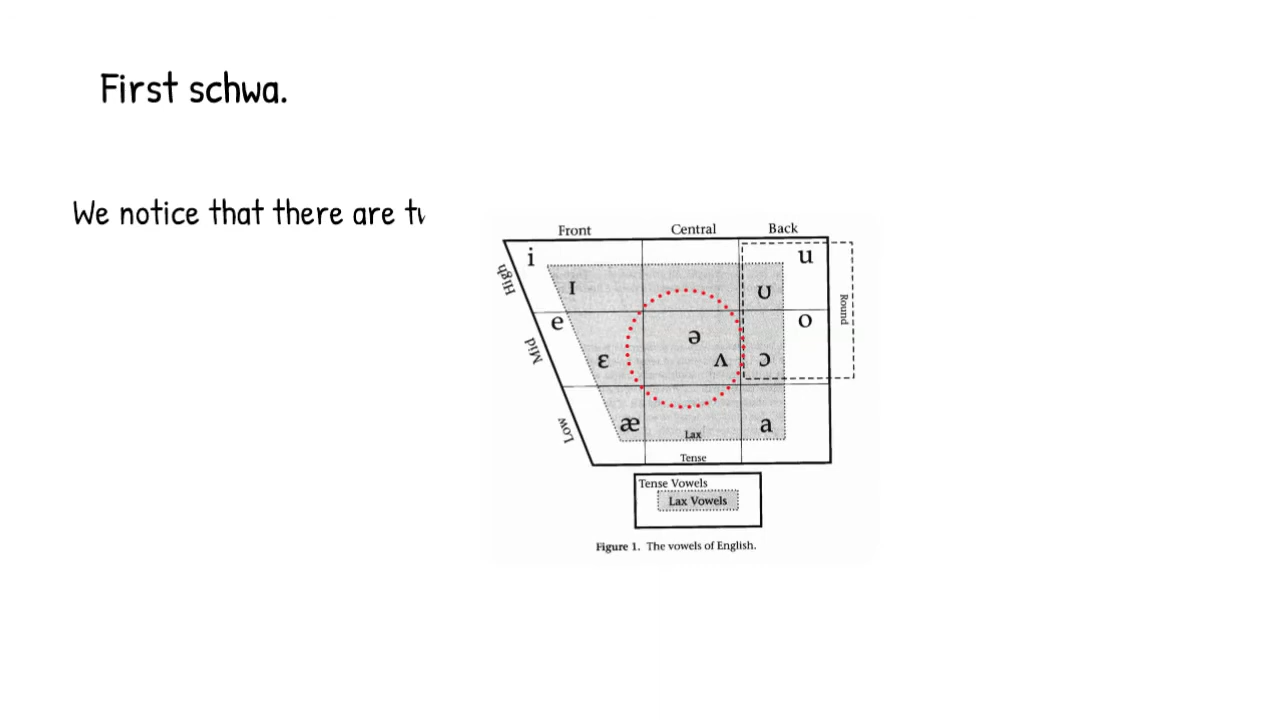 First schwa.
We notice that there are
Front Central Back
i u
High
ɪ ʊ
Round
e o
ə
Mid
ɛ ʌ ɔ
Low
æ a
Lax
Tense
Tense Vowels
Lax Vowels
Figure 1. The vowels of English.